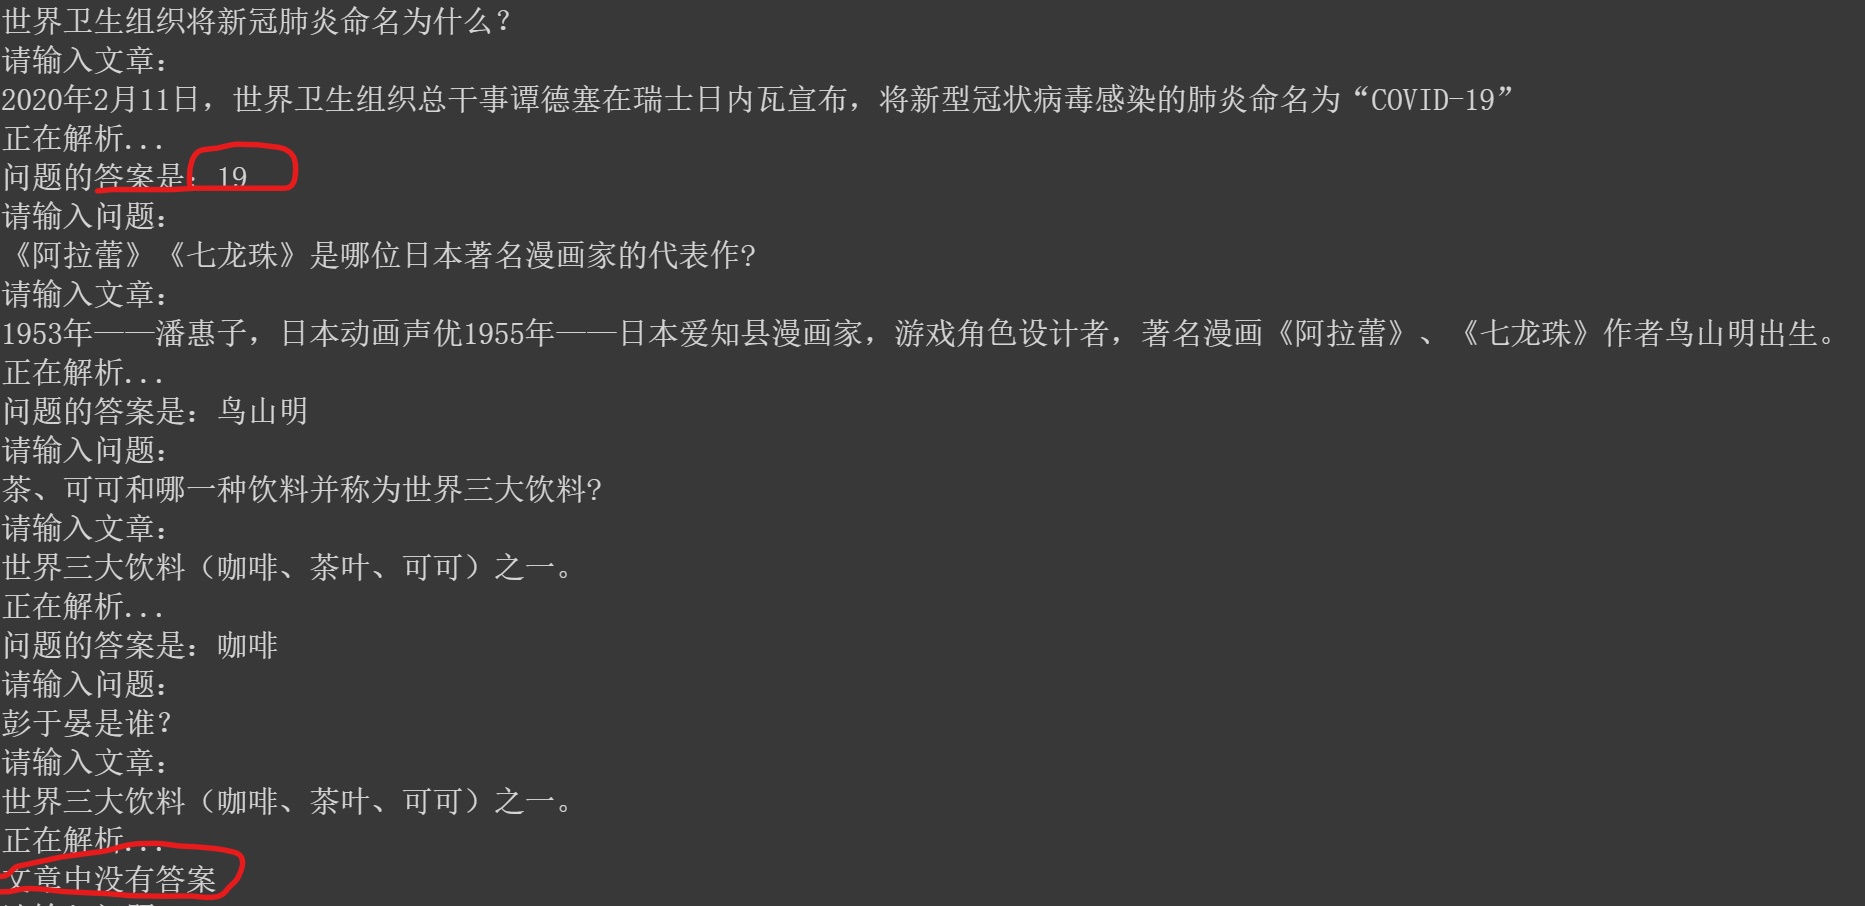 世界卫生组织将新冠肺炎命名为什么？
请输入文章：
2020年2月11日，世界卫生组织总干事谭德塞在瑞士日内瓦宣布，将新型冠状病毒感染的肺炎命名为“COVID-19”
正在解析...
问题的答案是：19
请输入问题：
《阿拉蕾》《七龙珠》是哪位日本著名漫画家的代表作?
请输入文章：
1953年——潘惠子，日本动画声优1955年——日本爱知县漫画家，游戏角色设计者，著名漫画《阿拉蕾》、《七龙珠》作者鸟山明出生。
正在解析...
问题的答案是：鸟山明
请输入问题：
茶、可可和哪一种饮料并称为世界三大饮料?
请输入文章：
世界三大饮料（咖啡、茶叶、可可）之一。
正在解析...
问题的答案是：咖啡
请输入问题：
彭于晏是谁？
请输入文章：
世界三大饮料（咖啡、茶叶、可可）之一。
正在解析...
文章中没有答案